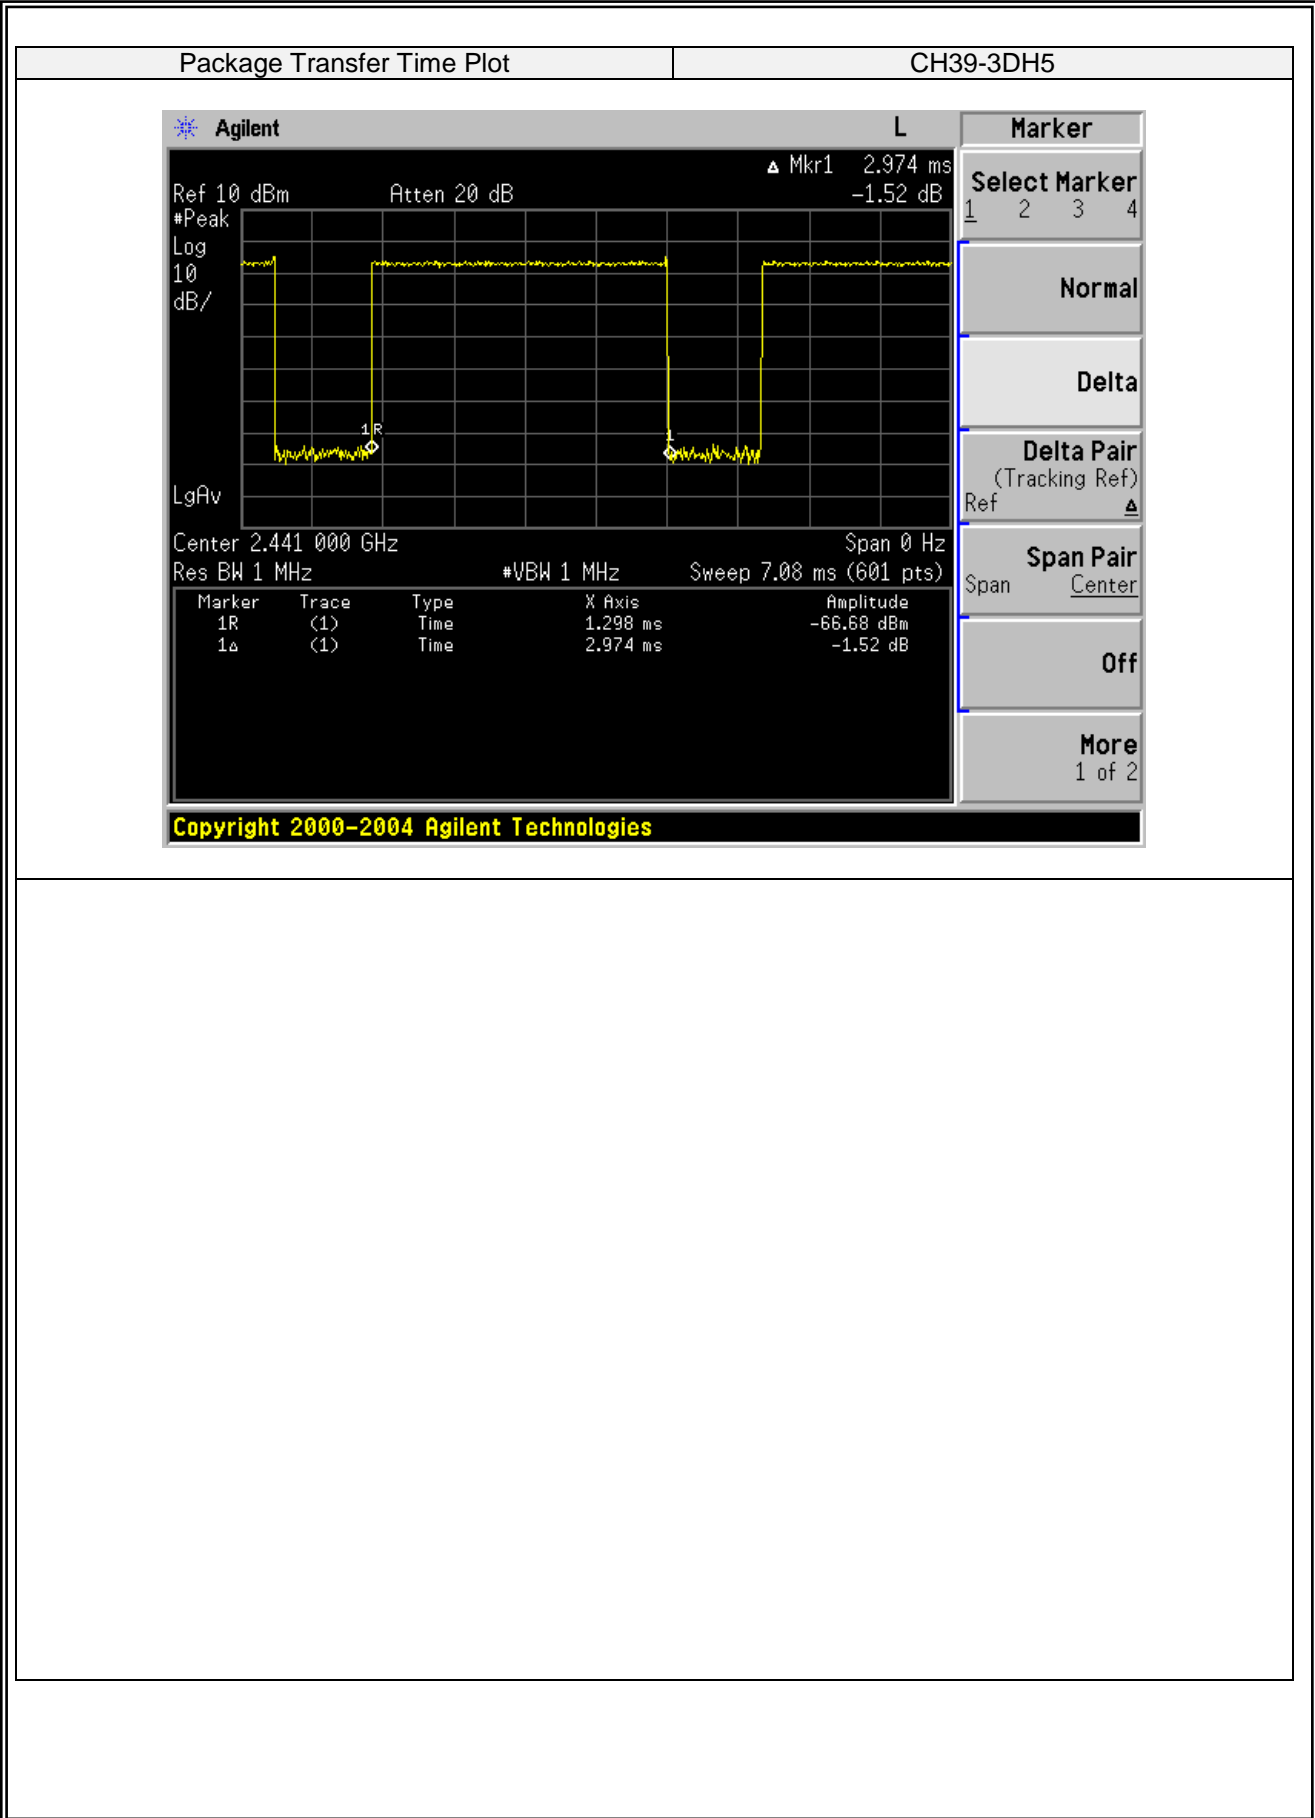 Package Transfer Time Plot CH39-3DH5
Agilent L Marker
Δ Mkr1 2.974 ms
Ref 10 dBm Atten 20 dB -1.52 dB
#Peak
Log
10
dB/
1R
1
LgAv
Center 2.441 000 GHz Span 0 Hz
Res BW 1 MHz #VBW 1 MHz Sweep 7.08 ms (601 pts)
Marker Trace Type X Axis Amplitude
1R (1) Time 1.298 ms -66.68 dBm
1Δ (1) Time 2.974 ms -1.52 dB
Select Marker
1 2 3 4
Normal
Delta
Delta Pair
(Tracking Ref)
Ref Δ
Span Pair
Span Center
Off
More
1 of 2
Copyright 2000-2004 Agilent Technologies